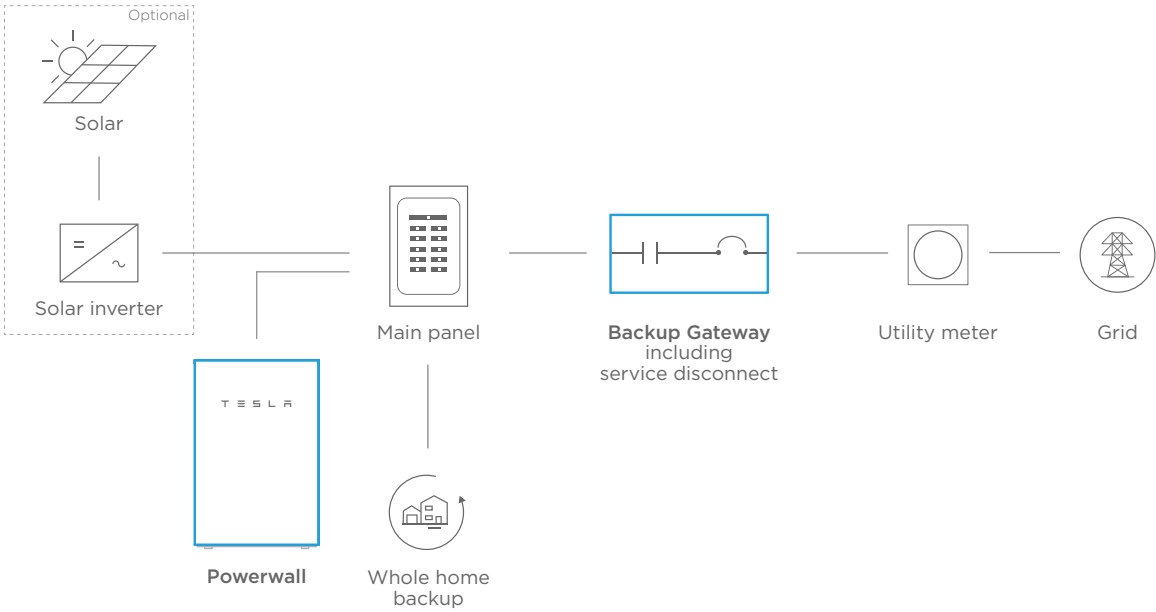 Optional
Solar
Solar inverter
Main panel
Backup Gateway
including
service disconnect
Utility meter
Grid
TESLA
Powerwall
Whole home
backup